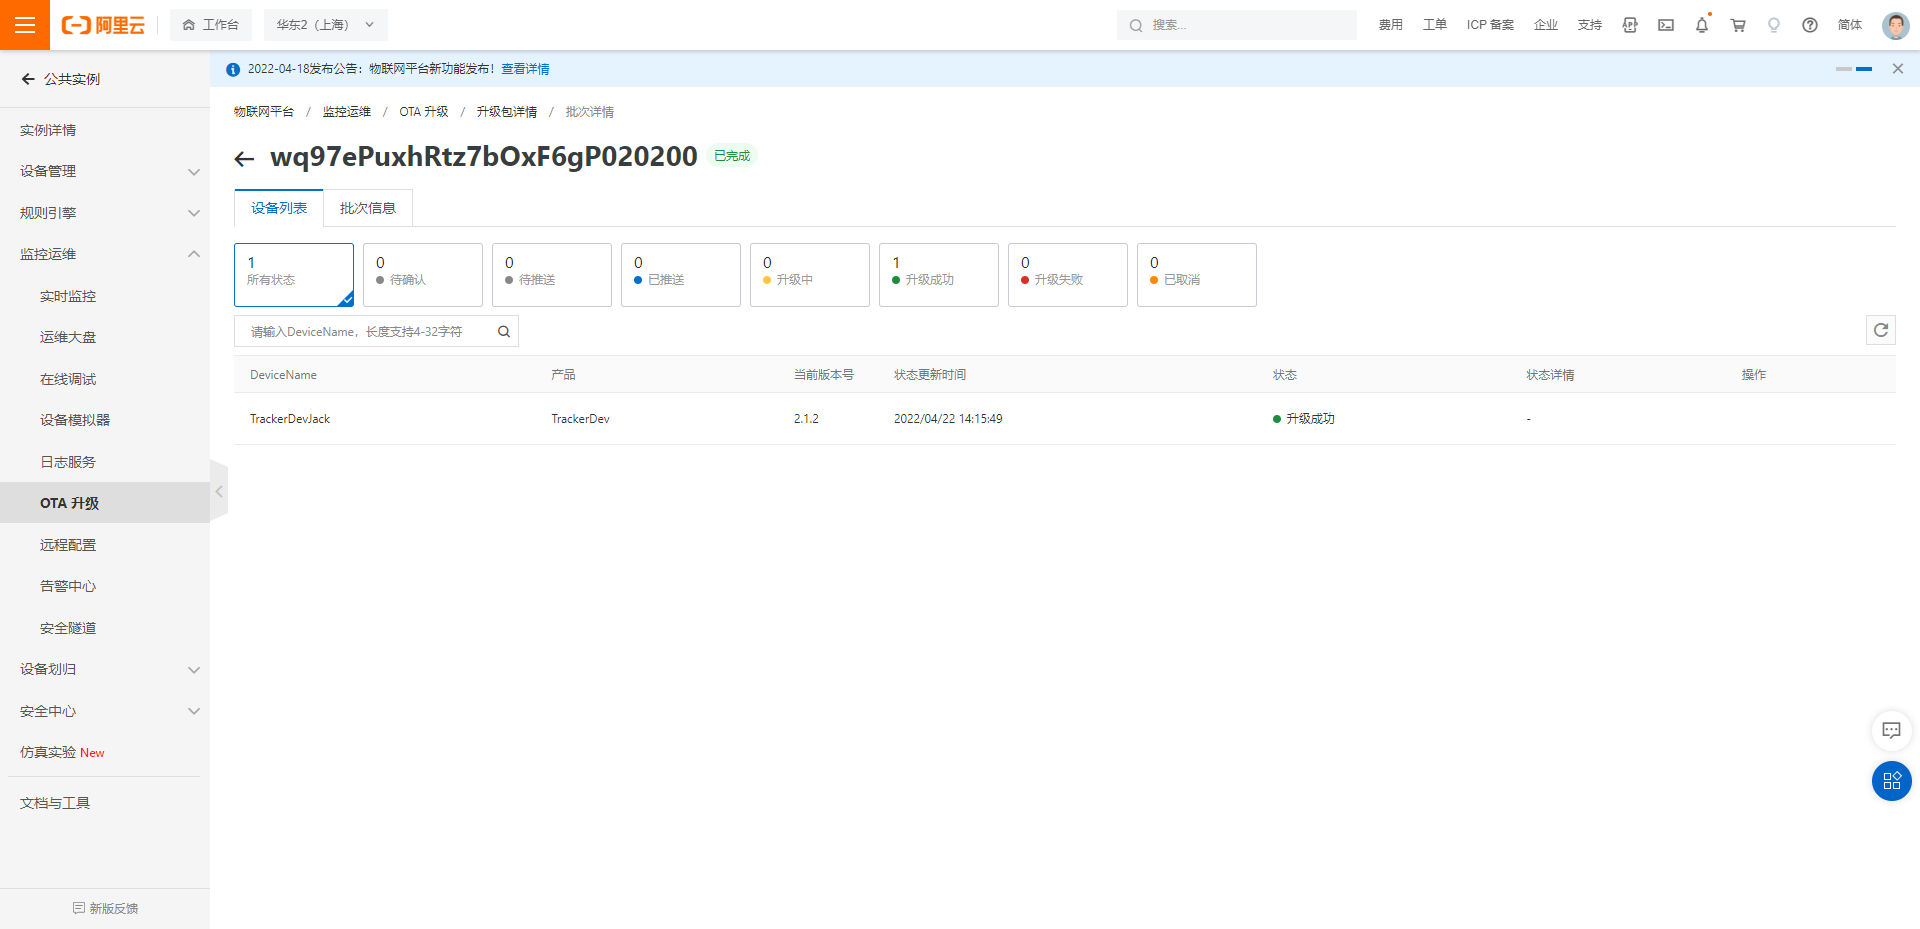 阿里云
工作台
华东2（上海）
搜索...
费用
工单
ICP 备案
企业
支持
简体
公共实例
实例详情
设备管理
规则引擎
监控运维
实时监控
运维大盘
在线调试
设备模拟器
日志服务
OTA 升级
远程配置
告警中心
安全隧道
设备划归
安全中心
仿真实验 New
文档与工具
新版反馈
2022-04-18发布公告：物联网平台新功能发布！查看详情
物联网平台 / 监控运维 / OTA 升级 / 升级包详情 / 批次详情
wq97ePuxhRtz7bOxF6gP020200 已完成
设备列表 批次信息
1 0 0 0 0 1 0 0
所有状态 待确认 待推送 已推送 升级中 升级成功 升级失败 已取消
请输入DeviceName，长度支持4-32字符
DeviceName 产品 当前版本号 状态更新时间 状态 状态详情 操作
TrackerDevJack TrackerDev 2.1.2 2022/04/22 14:15:49 升级成功 -